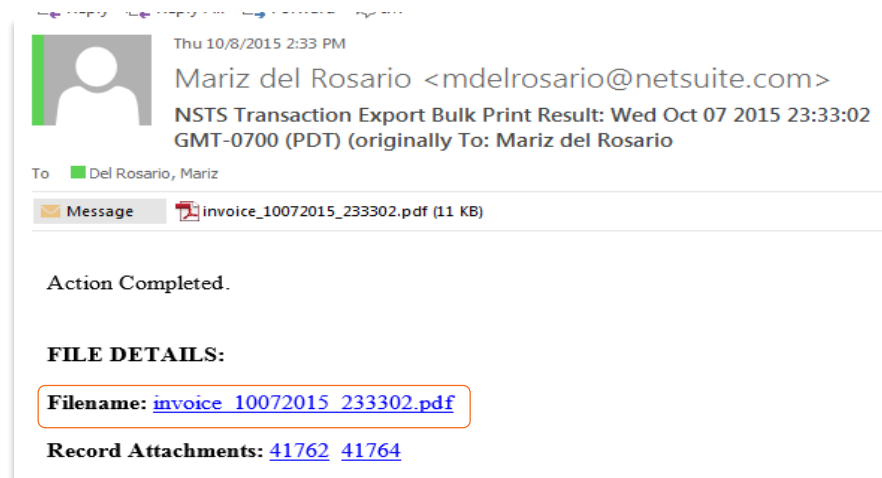 Thu 10/8/2015 2:33 PM
Mariz del Rosario <mdelrosario@netsuite.com>
NSTS Transaction Export Bulk Print Result: Wed Oct 07 2015 23:33:02
GMT-0700 (PDT) (originally To: Mariz del Rosario
To Del Rosario, Mariz
Message invoice_10072015_233302.pdf (11 KB)
Action Completed.
FILE DETAILS:
Filename: invoice_10072015_233302.pdf
Record Attachments: 41762 41764